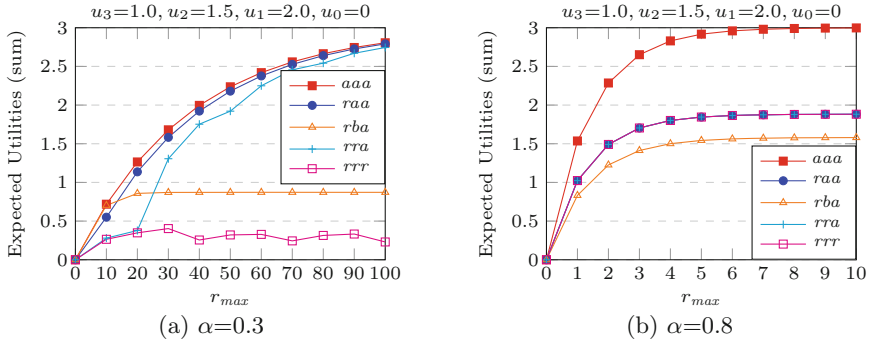 u₃=1.0, u₂=1.5, u₁=2.0, u₀=0
Expected Utilities (sum)
3
2.5
2
1.5
1
0.5
0
aaa
raa
rba
rra
rrr
0 10 20 30 40 50 60 70 80 90 100
r_max
(a) α=0.3
u₃=1.0, u₂=1.5, u₁=2.0, u₀=0
Expected Utilities (sum)
3
2.5
2
1.5
1
0.5
0
aaa
raa
rba
rra
rrr
0 1 2 3 4 5 6 7 8 9 10
r_max
(b) α=0.8